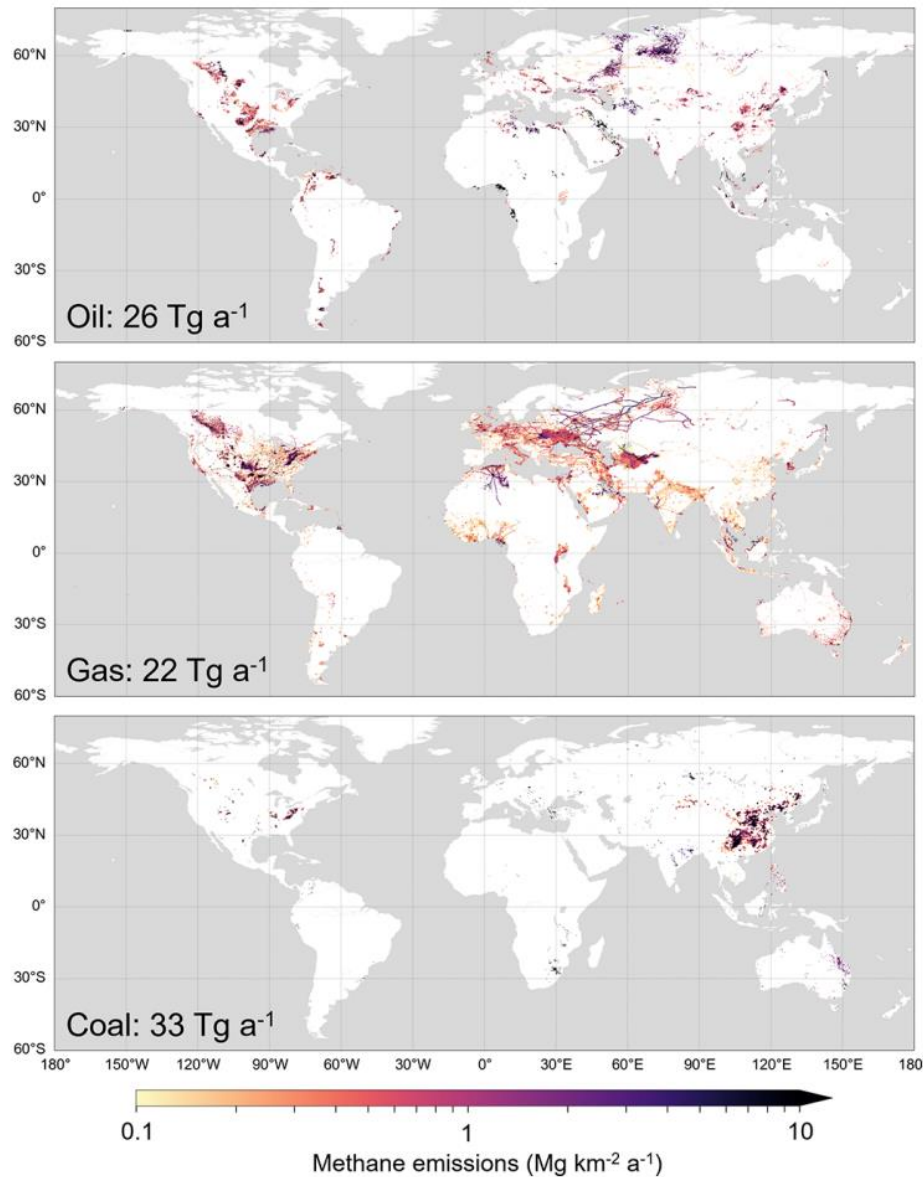 60°N
30°N
0°
30°S
60°S
Oil: 26 Tg a⁻¹
60°N
30°N
0°
30°S
60°S
Gas: 22 Tg a⁻¹
60°N
30°N
0°
30°S
60°S
Coal: 33 Tg a⁻¹
180° 150°W 120°W 90°W 60°W 30°W 0° 30°E 60°E 90°E 120°E 150°E 180
0.1 1 10
Methane emissions (Mg km⁻² a⁻¹)